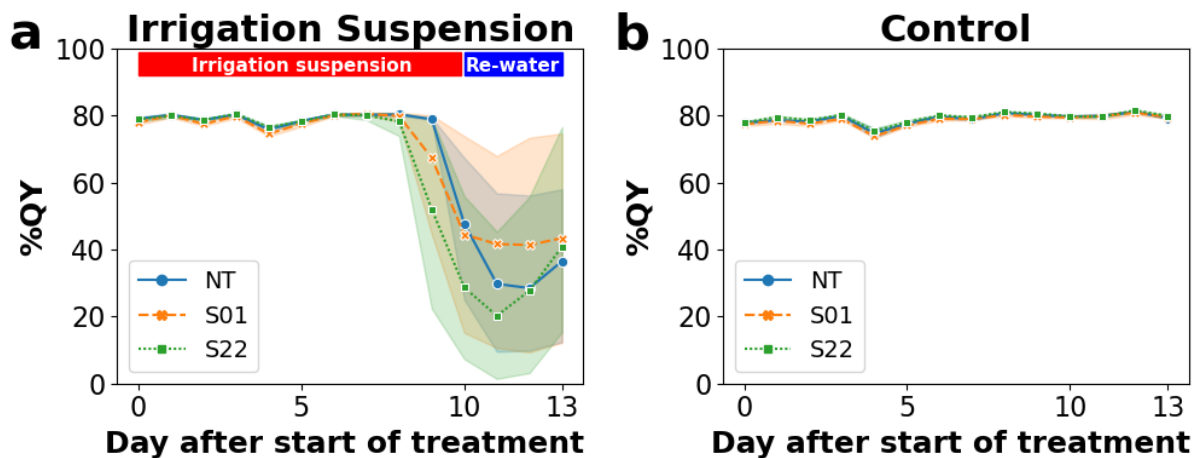 a Irrigation Suspension
Irrigation suspension Re-water
%QY
100
80
60
40
20
0
NT
S01
S22
0 5 10 13
Day after start of treatment
b Control
%QY
100
80
60
40
20
0
NT
S01
S22
0 5 10 13
Day after start of treatment